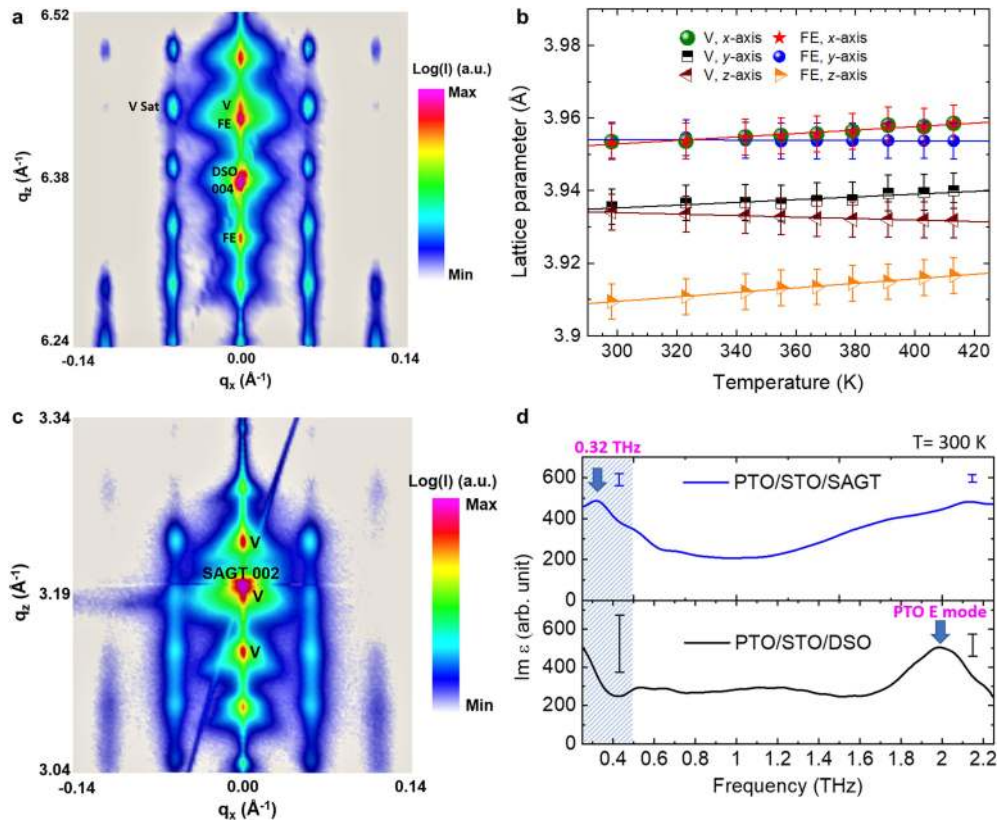 a
6.52
6.38
6.24
q_z (Å⁻¹)
V Sat
V
FE
DSO
004
FE
-0.14
0.00
0.14
q_x (Å⁻¹)
Log(I) (a.u.)
Max
Min
b
3.98
3.96
3.94
3.92
3.9
Lattice parameter (Å)
V, x-axis FE, x-axis
V, y-axis FE, y-axis
V, z-axis FE, z-axis
300 320 340 360 380 400 420
Temperature (K)
c
3.34
3.19
3.04
q_z (Å⁻¹)
V
SAGT 002
V
V
-0.14
0.00
0.14
q_x (Å⁻¹)
Log(I) (a.u.)
Max
Min
d
0.32 THz
T= 300 K
600
400
200
0
PTO/STO/SAGT
Im ε (arb. unit)
600
400
200
0
PTO E mode
PTO/STO/DSO
0.4 0.6 0.8 1 1.2 1.4 1.6 1.8 2 2.2
Frequency (THz)